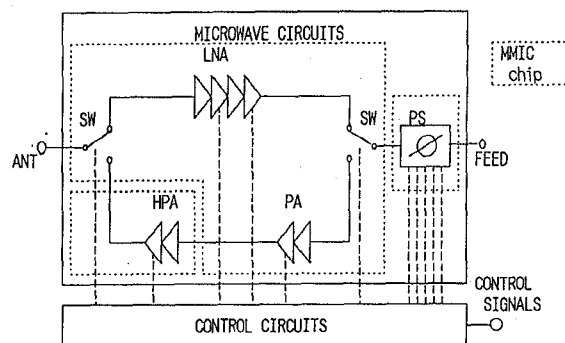 MICROWAVE CIRCUITS
LNA
MMIC
chip
SW
SW
PS
ANT
FEED
HPA
PA
CONTROL
SIGNALS
CONTROL CIRCUITS